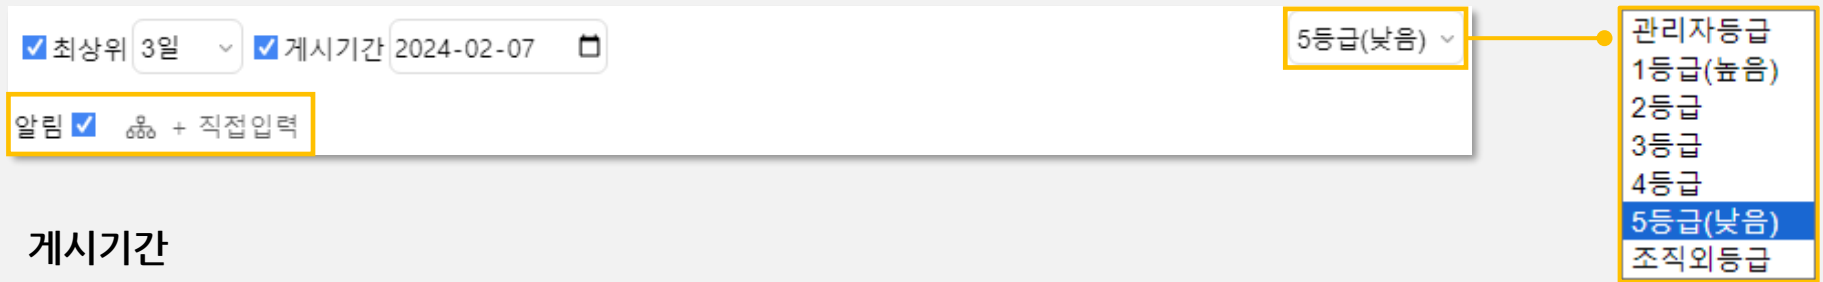 최상위 3일 게시기간 2024-02-07 5등급(낮음)
알림 + 직접입력
관리자등급
1등급(높음)
2등급
3등급
4등급
5등급(낮음)
조직외등급
게시기간